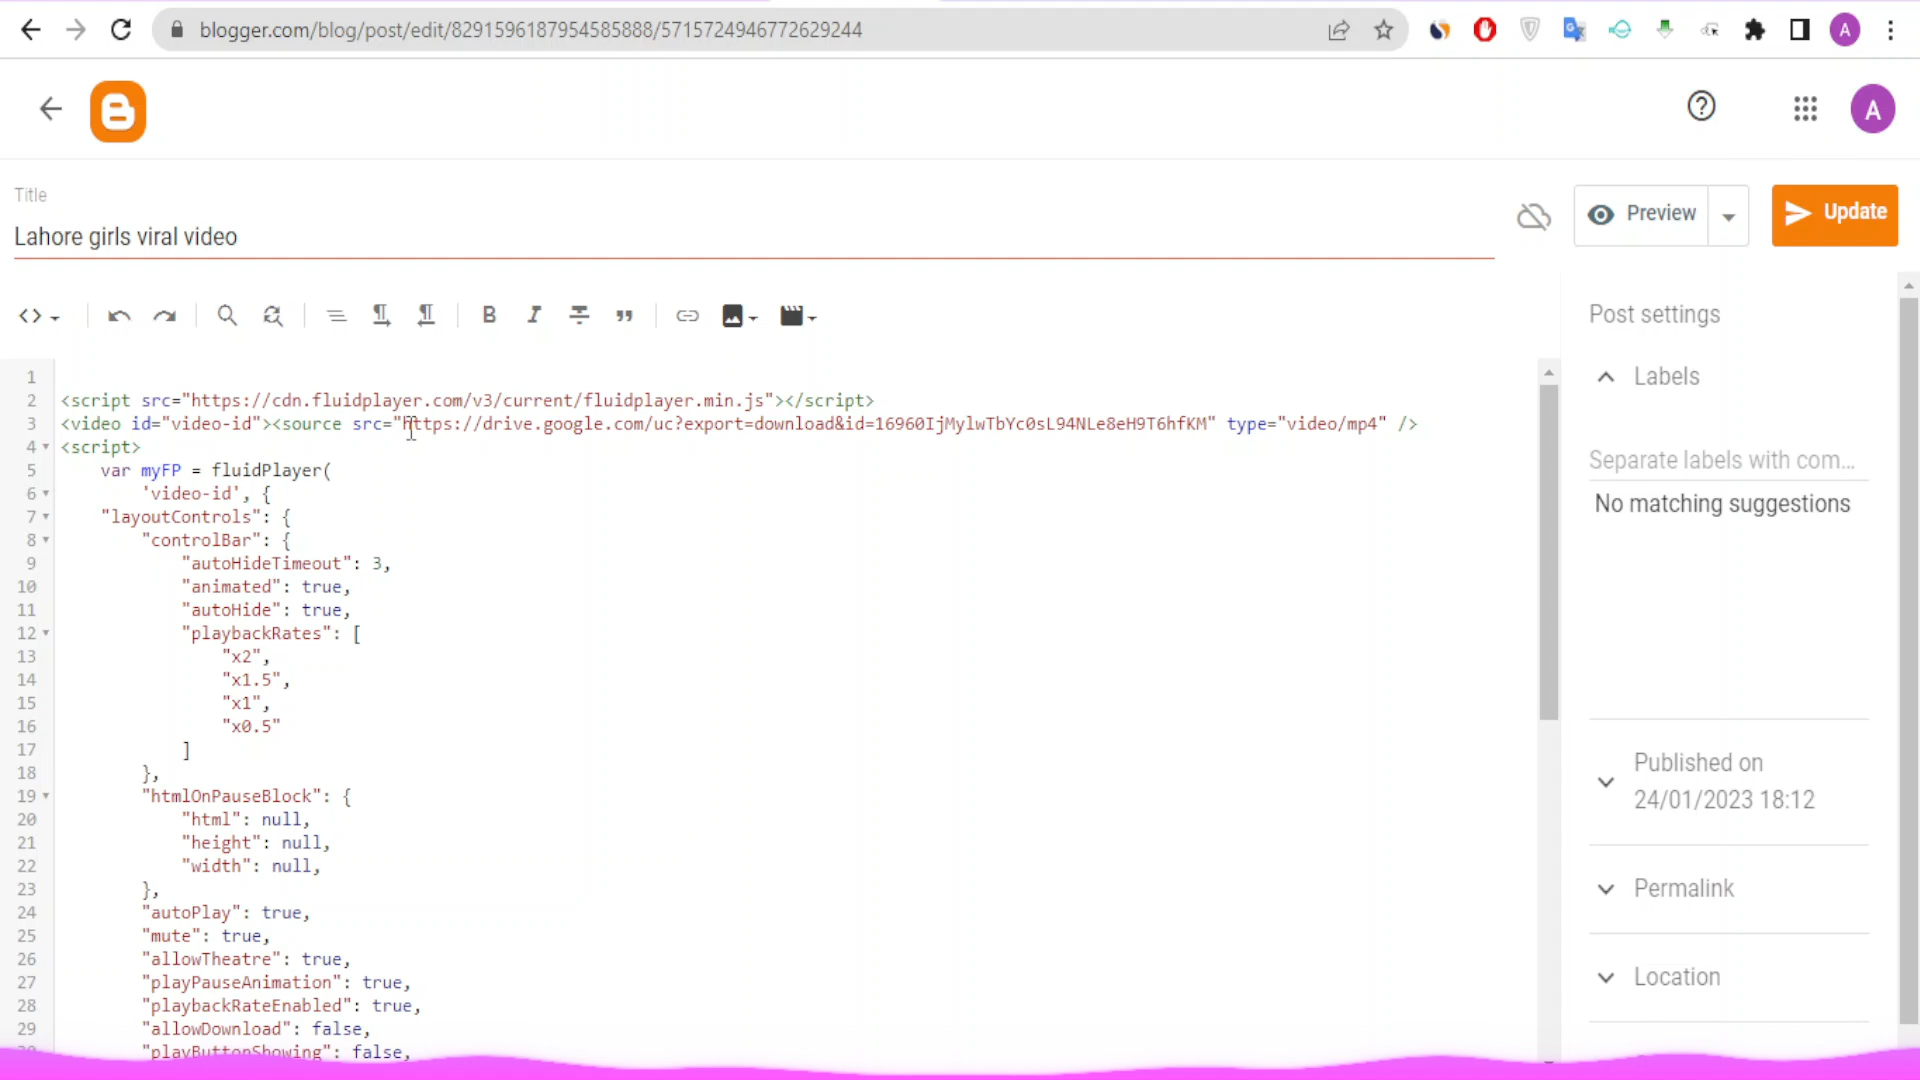 blogger.com/blog/post/edit/8291596187954585888/5715724946772629244
A
A
Title
Lahore girls viral video
Preview
Update
Post settings
Labels
Separate labels with com...
No matching suggestions
Published on
24/01/2023 18:12
Permalink
Location
1
2 <script src="https://cdn.fluidplayer.com/v3/current/fluidplayer.min.js"></script>
3 <video id="video-id"><source src="https://drive.google.com/uc?export=download&id=16960IjMylwTbYc0sL94NLe8eH9T6hfKM" type="video/mp4" />
4 <script>
5 var myFP = fluidPlayer(
6 'video-id', {
7 "layoutControls": {
8 "controlBar": {
9 "autoHideTimeout": 3,
10 "animated": true,
11 "autoHide": true,
12 "playbackRates": [
13 "x2",
14 "x1.5",
15 "x1",
16 "x0.5"
17 ]
18 },
19 "htmlOnPauseBlock": {
20 "html": null,
21 "height": null,
22 "width": null,
23 },
24 "autoPlay": true,
25 "mute": true,
26 "allowTheatre": true,
27 "playPauseAnimation": true,
28 "playbackRateEnabled": true,
29 "allowDownload": false,
"playButtonShowing": false,